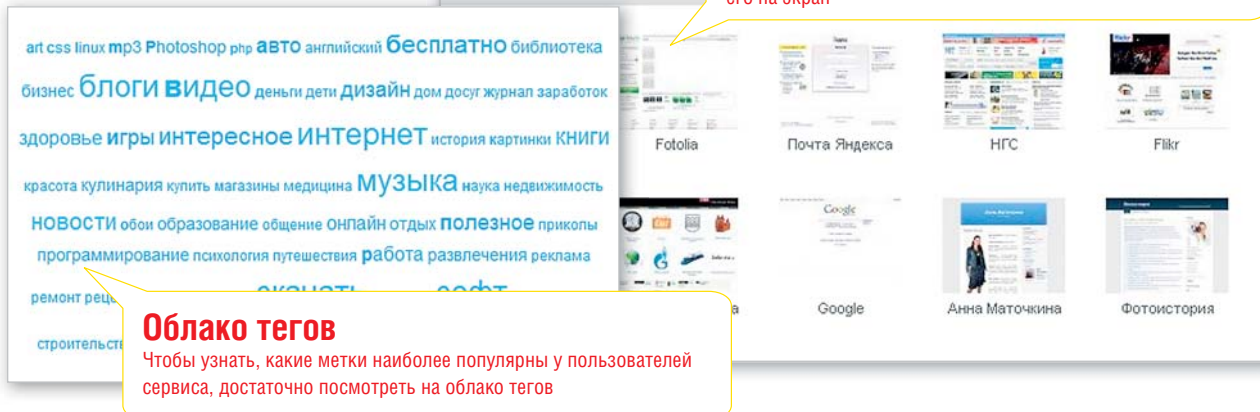 его на экран
art css linux mp3 Photoshop php авто английский бесплатно библиотека
бизнес блоги видео деньги дети дизайн дом досуг журнал заработок
здоровье игры интересное интернет история картинки книги
красота кулинария купить магазины медицина музыка наука недвижимость
новости обои образование общение онлайн отдых полезное приколы
программирование психология путешествия работа развлечения реклама
ремонт скачать софт
Облако тегов
Чтобы узнать, какие метки наиболее популярны у пользователей
сервиса, достаточно посмотреть на облако тегов
Fotolia Почта Яндекса НГС Flikr
Google Анна Маточкина Фотоистория